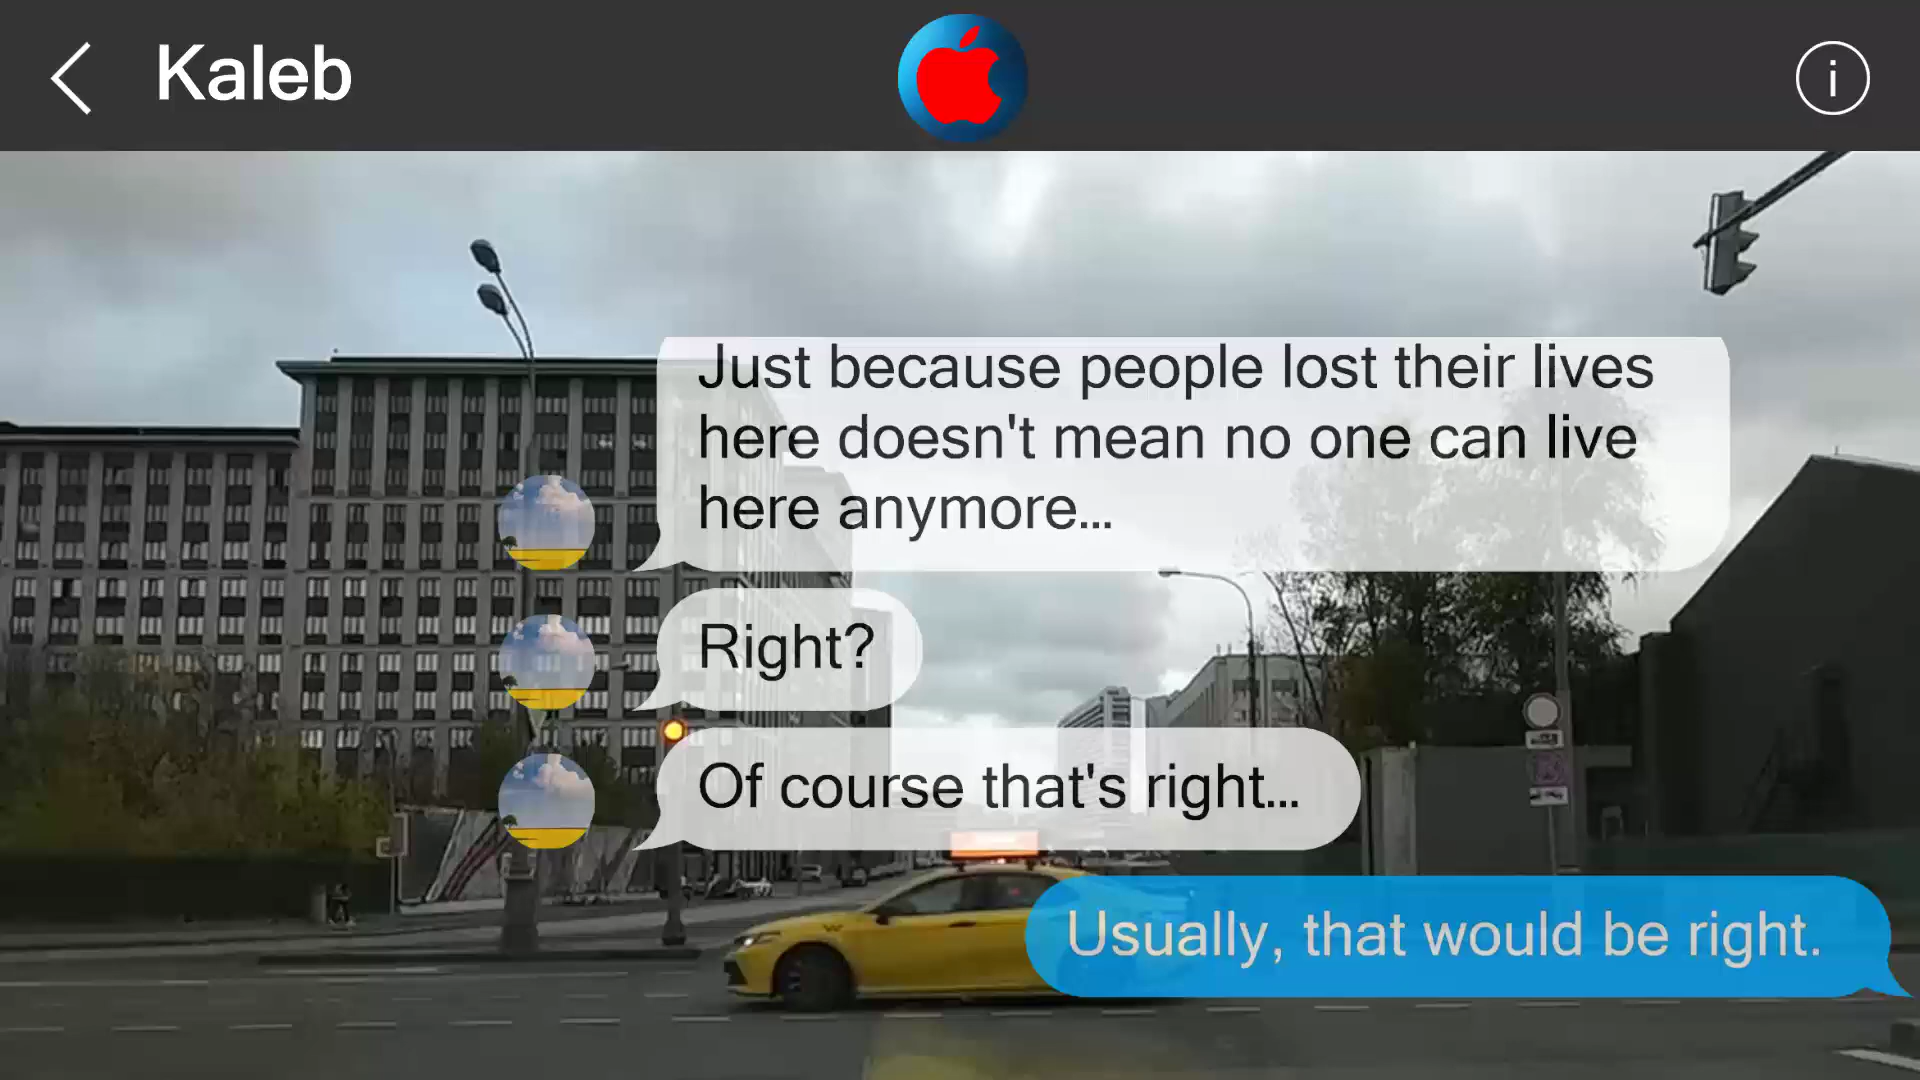 Kaleb
i
Just because people lost their lives
here doesn't mean no one can live
here anymore...
Right?
Of course that's right...
Usually, that would be right.